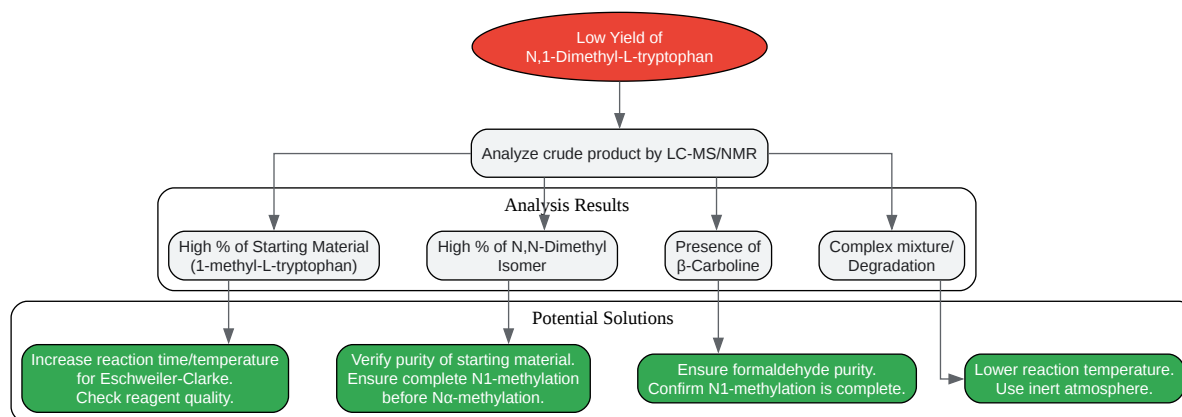 Low Yield of
N,1-Dimethyl-L-tryptophan
Analyze crude product by LC-MS/NMR
Analysis Results
High % of Starting Material
(1-methyl-L-tryptophan)
High % of N,N-Dimethyl
Isomer
Presence of
β-Carboline
Complex mixture/
Degradation
Potential Solutions
Increase reaction time/temperature
for Eschweiler-Clarke.
Check reagent quality.
Verify purity of starting material.
Ensure complete N1-methylation
before Nα-methylation.
Ensure formaldehyde purity.
Confirm N1-methylation is complete.
Lower reaction temperature.
Use inert atmosphere.